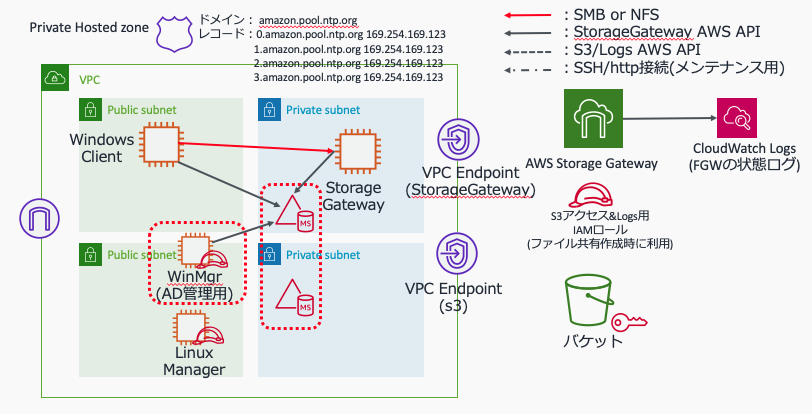 Private Hosted zone
ドメイン： amazon.pool.ntp.org
レコード：0.amazon.pool.ntp.org 169.254.169.123
1.amazon.pool.ntp.org 169.254.169.123
2.amazon.pool.ntp.org 169.254.169.123
3.amazon.pool.ntp.org 169.254.169.123
：SMB or NFS
：StorageGateway AWS API
：S3/Logs AWS API
：SSH/http接続(メンテナンス用)
VPC
Public subnet
Private subnet
Windows
Client
Storage
Gateway
MS
VPC Endpoint
(StorageGateway)
AWS Storage Gateway
CloudWatch Logs
(FGWの状態ログ)
S3アクセス&Logs用
IAMロール
(ファイル共有作成時に利用)
Public subnet
Private subnet
WinMgr
(AD管理用)
MS
VPC Endpoint
(s3)
Linux
Manager
バケット